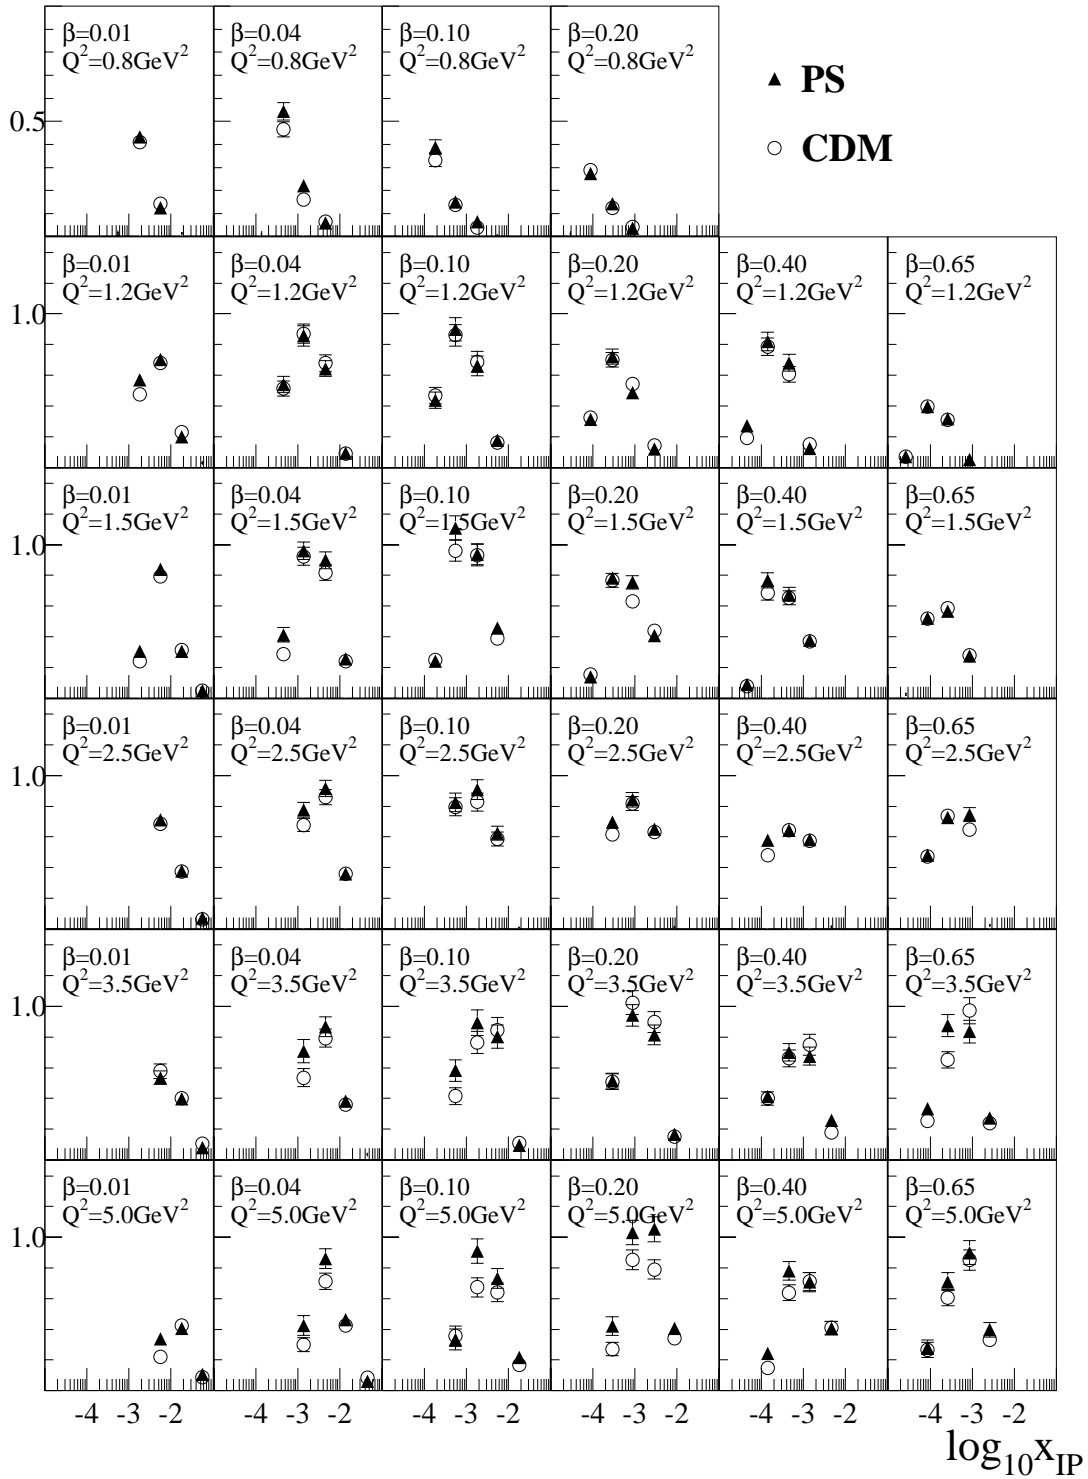 β=0.01 β=0.04 β=0.10 β=0.20
Q²=0.8GeV² Q²=0.8GeV² Q²=0.8GeV² Q²=0.8GeV²
PS
0.5
CDM
β=0.01 β=0.04 β=0.10 β=0.20 β=0.40 β=0.65
Q²=1.2GeV² Q²=1.2GeV² Q²=1.2GeV² Q²=1.2GeV² Q²=1.2GeV² Q²=1.2GeV²
1.0
β=0.01 β=0.04 β=0.10 β=0.20 β=0.40 β=0.65
Q²=1.5GeV² Q²=1.5GeV² Q²=1.5GeV² Q²=1.5GeV² Q²=1.5GeV² Q²=1.5GeV²
1.0
β=0.01 β=0.04 β=0.10 β=0.20 β=0.40 β=0.65
Q²=2.5GeV² Q²=2.5GeV² Q²=2.5GeV² Q²=2.5GeV² Q²=2.5GeV² Q²=2.5GeV²
1.0
β=0.01 β=0.04 β=0.10 β=0.20 β=0.40 β=0.65
Q²=3.5GeV² Q²=3.5GeV² Q²=3.5GeV² Q²=3.5GeV² Q²=3.5GeV² Q²=3.5GeV²
1.0
β=0.01 β=0.04 β=0.10 β=0.20 β=0.40 β=0.65
Q²=5.0GeV² Q²=5.0GeV² Q²=5.0GeV² Q²=5.0GeV² Q²=5.0GeV² Q²=5.0GeV²
1.0
-4 -3 -2 -4 -3 -2 -4 -3 -2 -4 -3 -2 -4 -3 -2 -4 -3 -2
log₁₀x_IP